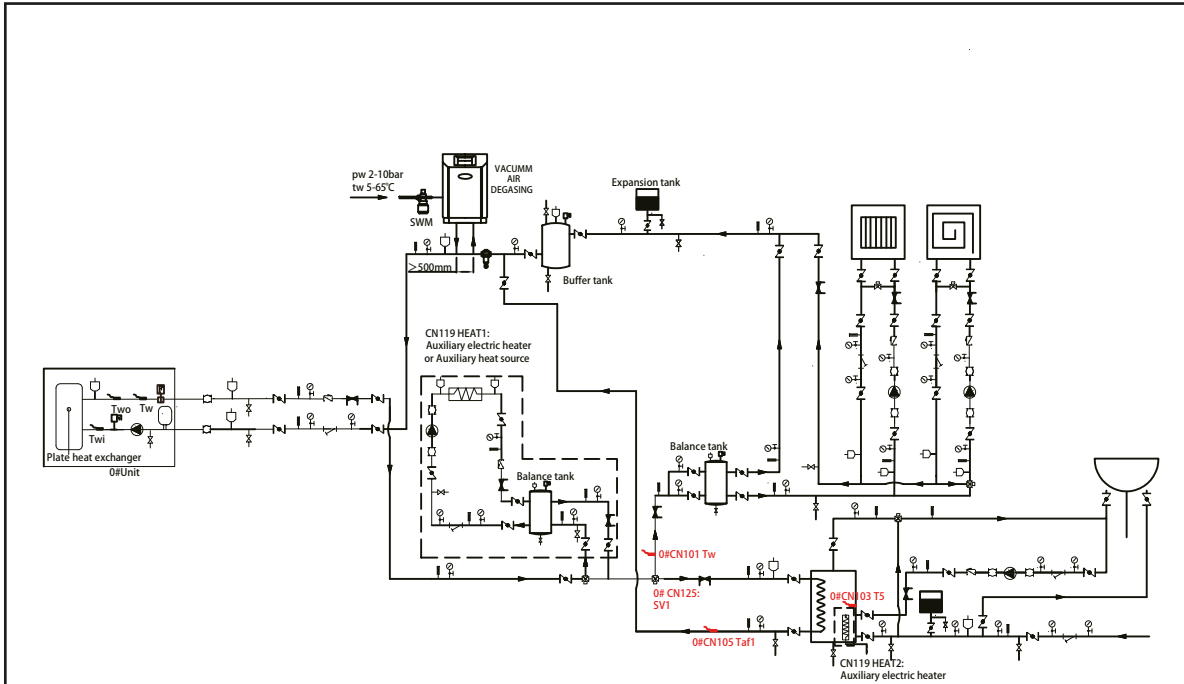 pw 2-10bar
tw 5-65℃
SWM
VACUMM
AIR
DEGASING
Expansion tank
>500mm
Buffer tank
CN119 HEAT1:
Auxiliary electric heater
or Auxiliary heat source
Two
Tw
Twi
Plate heat exchanger
0#Unit
Balance tank
Balance tank
0#CN101 Tw
0# CN125:
SV1
0#CN103 T5
0#CN105 Taf1
CN119 HEAT2:
Auxiliary electric heater